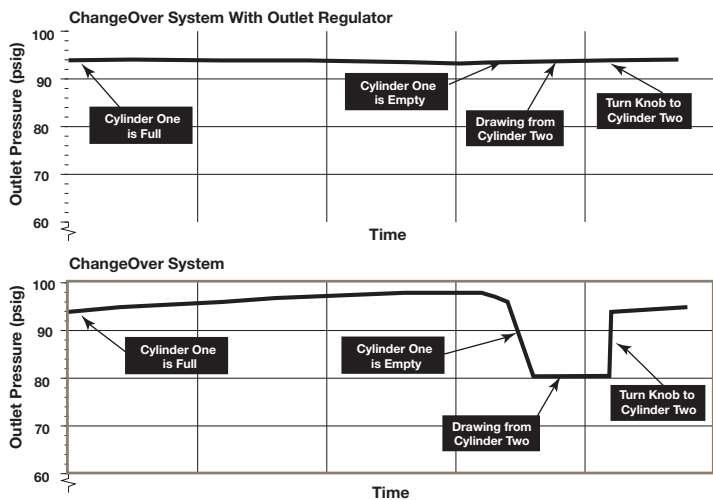 ChangeOver System With Outlet Regulator
Outlet Pressure (psig)
100
90
80
70
60
Cylinder One
is Full
Cylinder One
is Empty
Drawing from
Cylinder Two
Turn Knob to
Cylinder Two
Time
ChangeOver System
Outlet Pressure (psig)
100
90
80
70
60
Cylinder One
is Full
Cylinder One
is Empty
Drawing from
Cylinder Two
Turn Knob to
Cylinder Two
Time